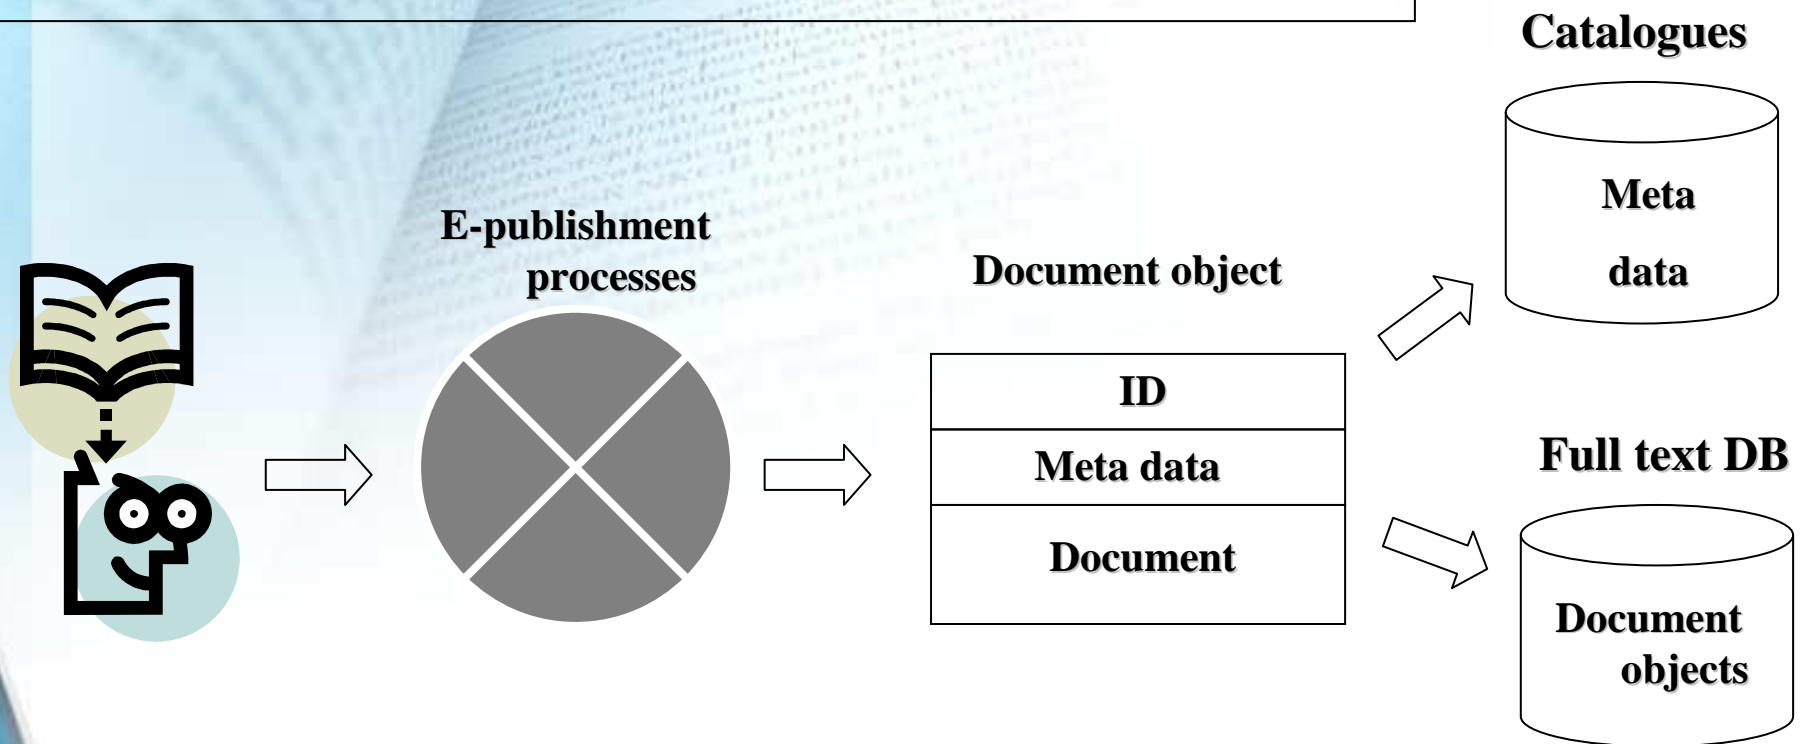 Catalogues
Meta
data
E-publishment
processes
Document object
ID
Meta data
Document
Full text DB
Document
objects